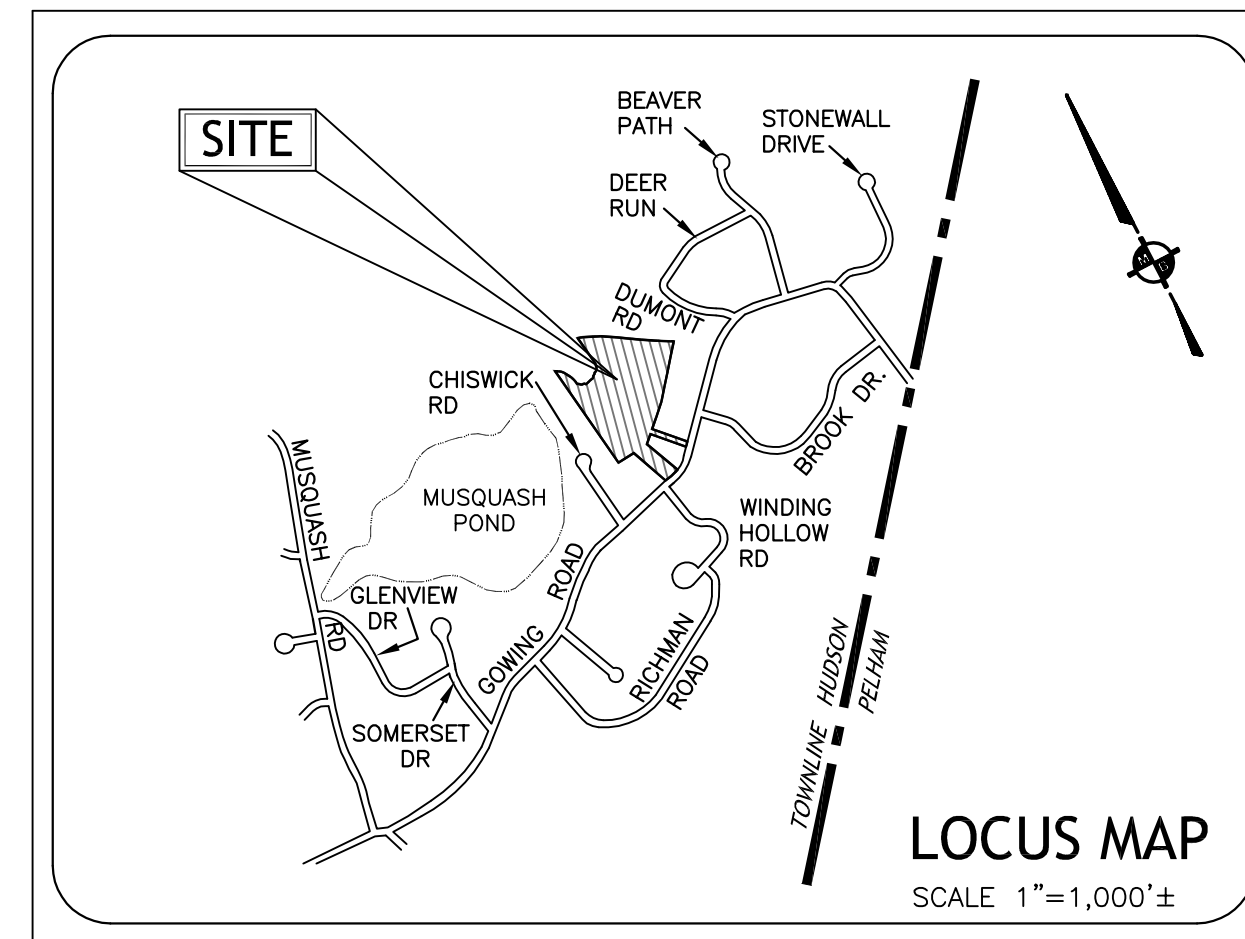 SITE
BEAVER
PATH
STONEWALL
DRIVE
DEER
RUN
DUMONT
RD
CHISWICK
RD
BROOK DR.
MUSQUASH
RD
MUSQUASH
POND
WINDING
HOLLOW
RD
GLENVIEW
DR
GOWING
ROAD
RICHMAN
ROAD
SOMERSET
DR
TOWNLINE HUDSON
PELHAM
LOCUS MAP
SCALE 1"=1,000'±